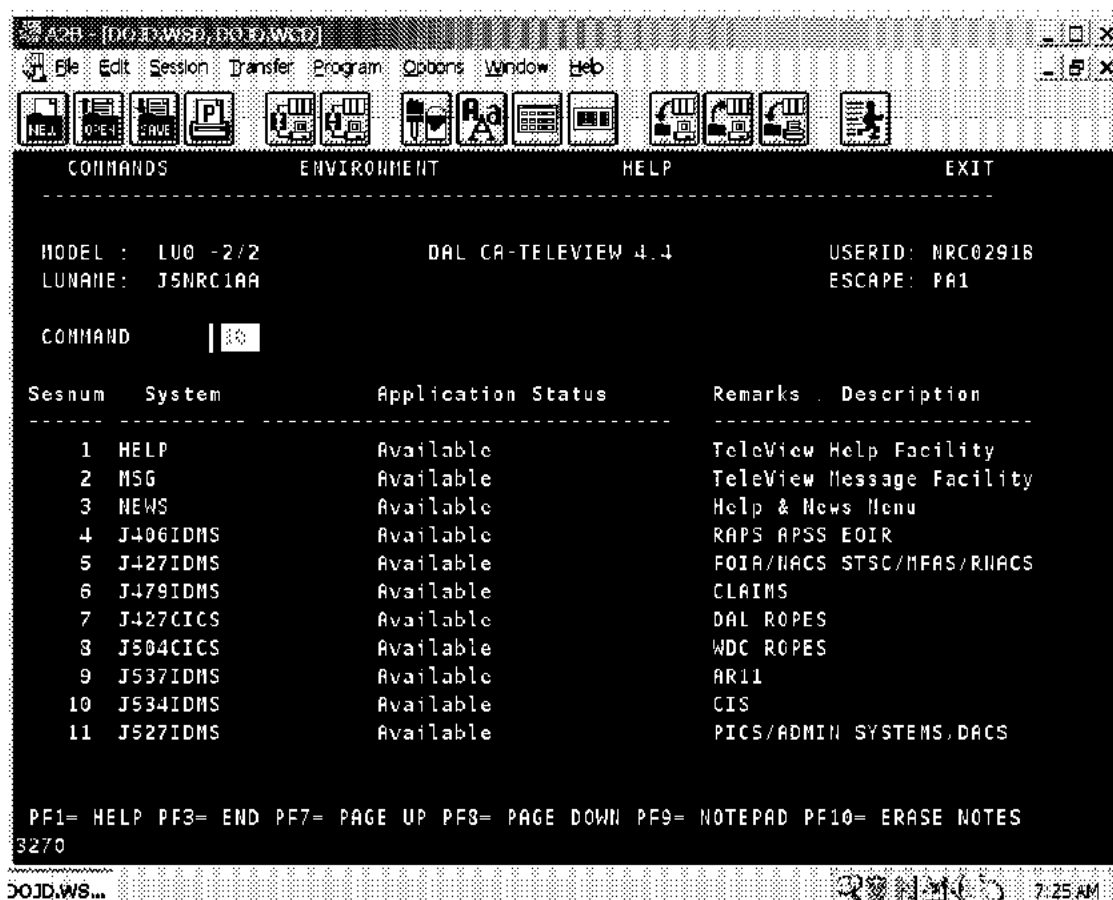 A2B - [DOJD.WSD, DOJD.WCD]
File Edit Session Transfer Program Options Window Help
NEW OPEN SAVE P
COMMANDS ENVIRONMENT HELP EXIT
MODEL : LU0 -2/2 DAL CA-TELEVIEW 4.4 USERID: NRC0291B
LUNAME: J5NRC1AA ESCAPE: PA1
COMMAND 10
Sesnum System Application Status Remarks . Description
1 HELP Available TeleView Help Facility
2 MSG Available TeleView Message Facility
3 NEWS Available Help & News Menu
4 J406IDMS Available RAPS APSS EOIR
5 J427IDMS Available FOIA/NACS STSC/MFAS/RNACS
6 J479IDMS Available CLAIMS
7 J427CICS Available DAL ROPES
8 J504CICS Available WDC ROPES
9 J537IDMS Available AR11
10 J534IDMS Available CIS
11 J527IDMS Available PICS/ADMIN SYSTEMS,DACS
PF1= HELP PF3= END PF7= PAGE UP PF8= PAGE DOWN PF9= NOTEPAD PF10= ERASE NOTES
3270
DOJD.WS... 7:25 AM